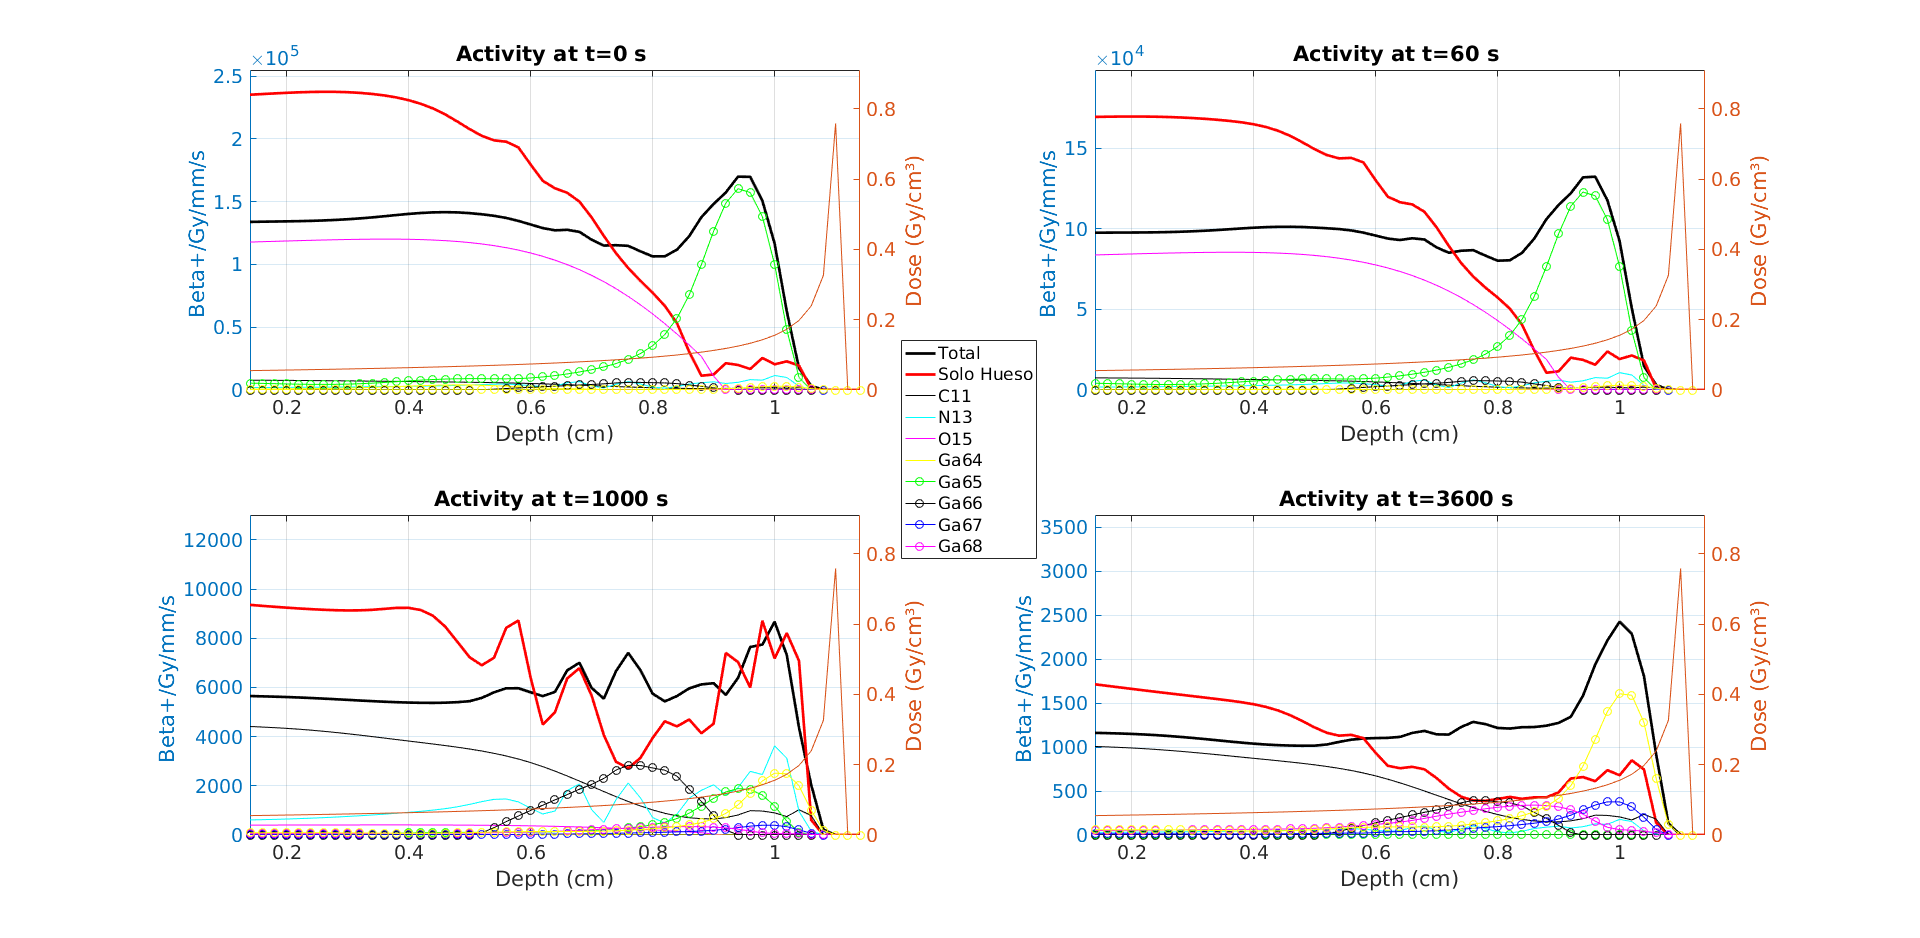 Activity at t=0 s
×10⁵
2.5
2
1.5
1
0.5
0
0.2
0.4
0.6
0.8
1
0.8
0.6
0.4
0.2
0
Beta+/Gy/mm/s
Dose (Gy/cm³)
Depth (cm)
Activity at t=60 s
×10⁴
15
10
5
0
0.2
0.4
0.6
0.8
1
0.8
0.6
0.4
0.2
0
Beta+/Gy/mm/s
Dose (Gy/cm³)
Depth (cm)
Total
Solo Hueso
C11
N13
O15
Ga64
Ga65
Ga66
Ga67
Ga68
Activity at t=1000 s
12000
10000
8000
6000
4000
2000
0
0.2
0.4
0.6
0.8
1
0.8
0.6
0.4
0.2
0
Beta+/Gy/mm/s
Dose (Gy/cm³)
Depth (cm)
Activity at t=3600 s
3500
3000
2500
2000
1500
1000
500
0
0.2
0.4
0.6
0.8
1
0.8
0.6
0.4
0.2
0
Beta+/Gy/mm/s
Dose (Gy/cm³)
Depth (cm)